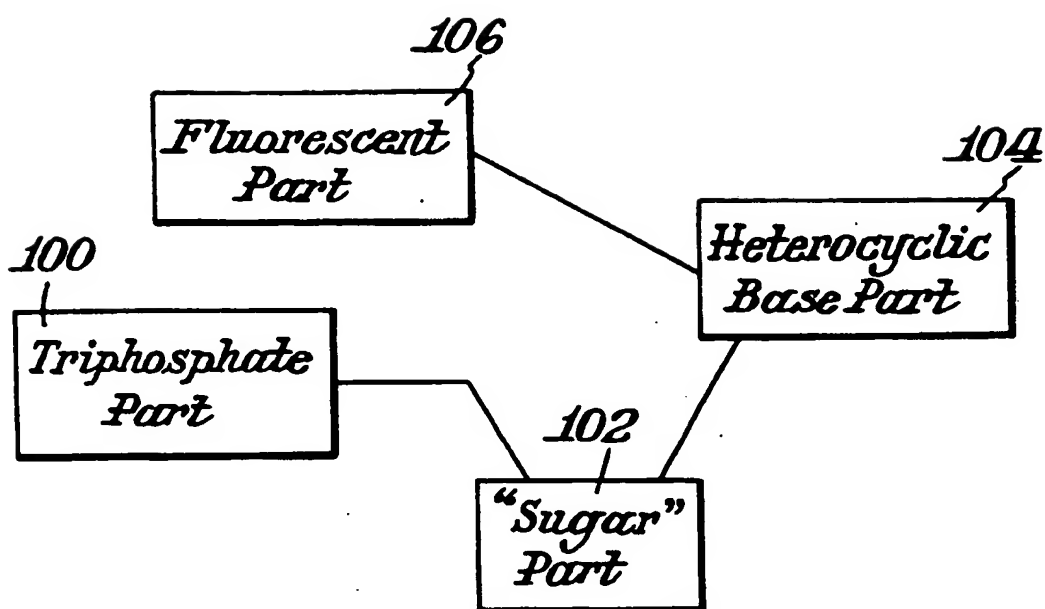 106
Fluorescent
Part
104
Heterocyclic
Base Part
100
Triphosphate
Part
102
“Sugar”
Part